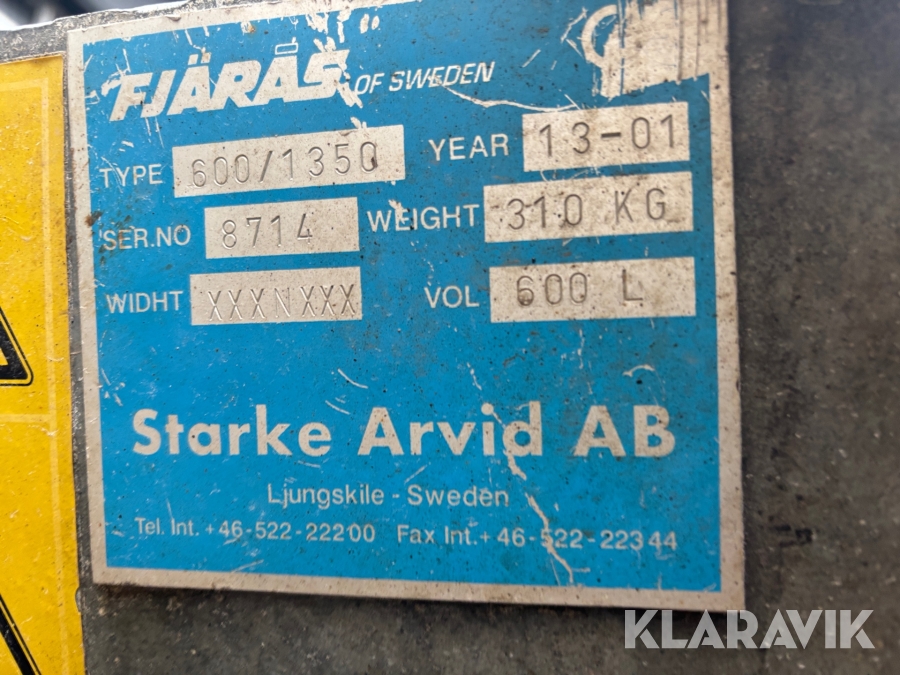 FJÄRÅS OF SWEDEN
TYPE 600/1350 YEAR 13-01
SER.NO 8714 WEIGHT 310 KG
WIDHT XXXNXXX VOL 600 L
Starke Arvid AB
Ljungskile - Sweden
Tel. Int. +46-522-22200 Fax Int. + 46-522-22344
KLARAVIK